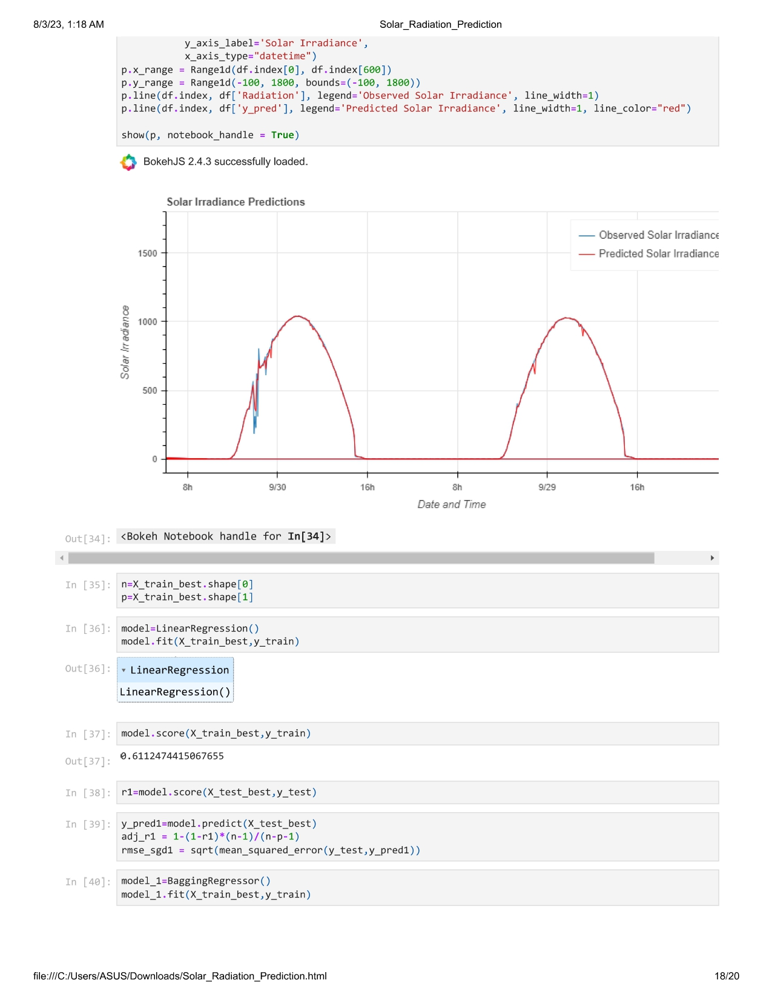 8/3/23, 1:18 AM
Solar_Radiation_Prediction
y_axis_label='Solar Irradiance',
x_axis_type="datetime")
p.x_range = Range1d(df.index[0], df.index[600])
p.y_range = Range1d(-100, 1800, bounds=(-100, 1800))
p.line(df.index, df['Radiation'], legend='Observed Solar Irradiance', line_width=1)
p.line(df.index, df['y_pred'], legend='Predicted Solar Irradiance', line_width=1, line_color="red")
show(p, notebook_handle = True)
BokehJS 2.4.3 successfully loaded.
Solar Irradiance Predictions
Observed Solar Irradiance
Predicted Solar Irradiance
1500
1000
500
0
Solar Irradiance
8h
9/30
16h
8h
9/29
16h
Date and Time
Out[34]: <Bokeh Notebook handle for In[34]>
In [35]: n=X_train_best.shape[0]
p=X_train_best.shape[1]
In [36]: model=LinearRegression()
model.fit(X_train_best,y_train)
Out[36]: ▾ LinearRegression
LinearRegression()
In [37]: model.score(X_train_best,y_train)
Out[37]: 0.6112474415067655
In [38]: r1=model.score(X_test_best,y_test)
In [39]: y_pred1=model.predict(X_test_best)
adj_r1 = 1-(1-r1)*(n-1)/(n-p-1)
rmse_sgd1 = sqrt(mean_squared_error(y_test,y_pred1))
In [40]: model_1=BaggingRegressor()
model_1.fit(X_train_best,y_train)
file:///C:/Users/ASUS/Downloads/Solar_Radiation_Prediction.html
18/20